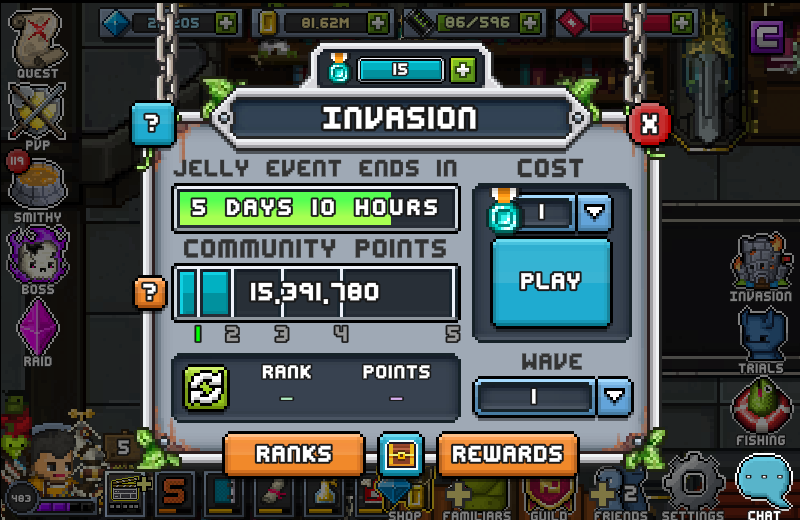 81.62M
86/596
C
QUEST
15
?
INVASION
X
PVP
JELLY EVENT ENDS IN
COST
119
5 DAYS 10 HOURS
1
SMITHY
COMMUNITY POINTS
PLAY
BOSS
?
15,391,780
INVASION
1 2 3 4 5
RAID
RANK POINTS
- -
WAVE
TRIALS
1
FISHING
5
RANKS
REWARDS
483
S
2
SHOP
FAMILIARS
GUILD
FRIENDS
SETTINGS
CHAT